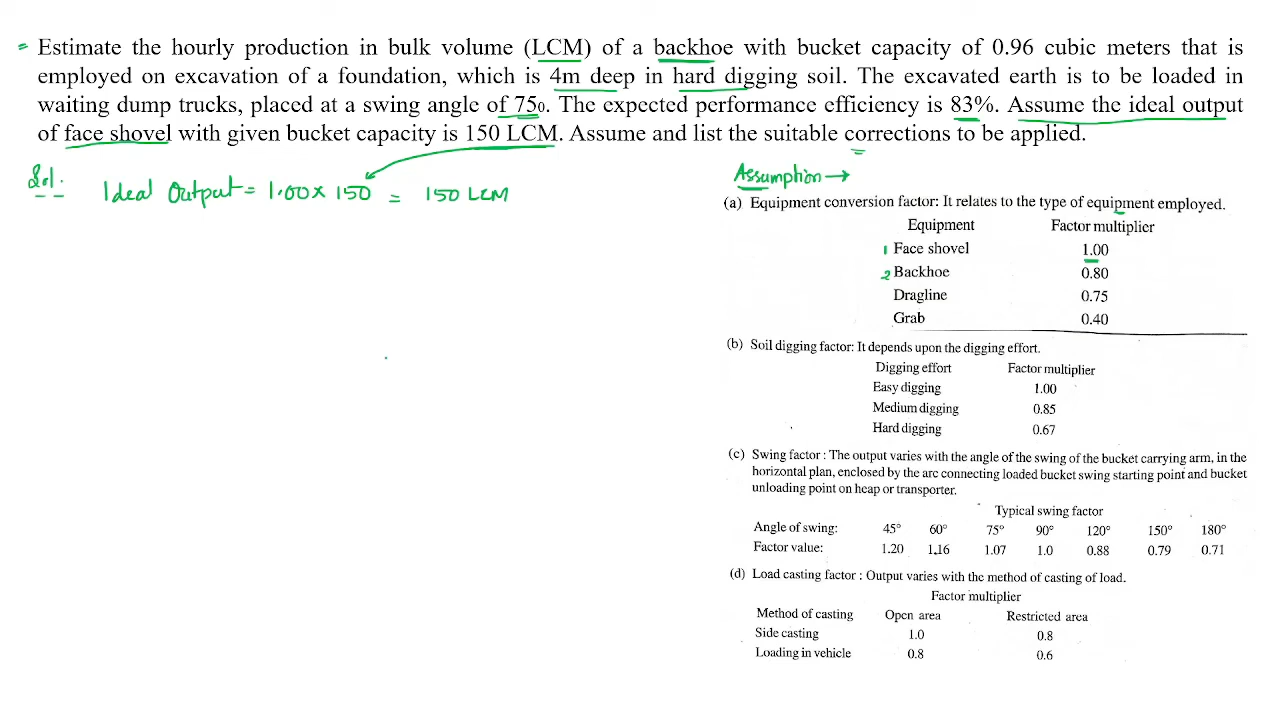 Estimate the hourly production in bulk volume (LCM) of a backhoe with bucket capacity of 0.96 cubic meters that is
employed on excavation of a foundation, which is 4m deep in hard digging soil. The excavated earth is to be loaded in
waiting dump trucks, placed at a swing angle of 750. The expected performance efficiency is 83%. Assume the ideal output
of face shovel with given bucket capacity is 150 LCM. Assume and list the suitable corrections to be applied.
Sol.
Ideal Output = 1.00 x 150 = 150 LCM
Assumption →
(a) Equipment conversion factor: It relates to the type of equipment employed.
Equipment Factor multiplier
1 Face shovel 1.00
2 Backhoe 0.80
Dragline 0.75
Grab 0.40
(b) Soil digging factor: It depends upon the digging effort.
Digging effort Factor multiplier
Easy digging 1.00
Medium digging 0.85
Hard digging 0.67
(c) Swing factor : The output varies with the angle of the swing of the bucket carrying arm, in the
horizontal plan, enclosed by the arc connecting loaded bucket swing starting point and bucket
unloading point on heap or transporter.
Typical swing factor
Angle of swing: 45° 60° 75° 90° 120° 150° 180°
Factor value: 1.20 1.16 1.07 1.0 0.88 0.79 0.71
(d) Load casting factor : Output varies with the method of casting of load.
Factor multiplier
Method of casting Open area Restricted area
Side casting 1.0 0.8
Loading in vehicle 0.8 0.6